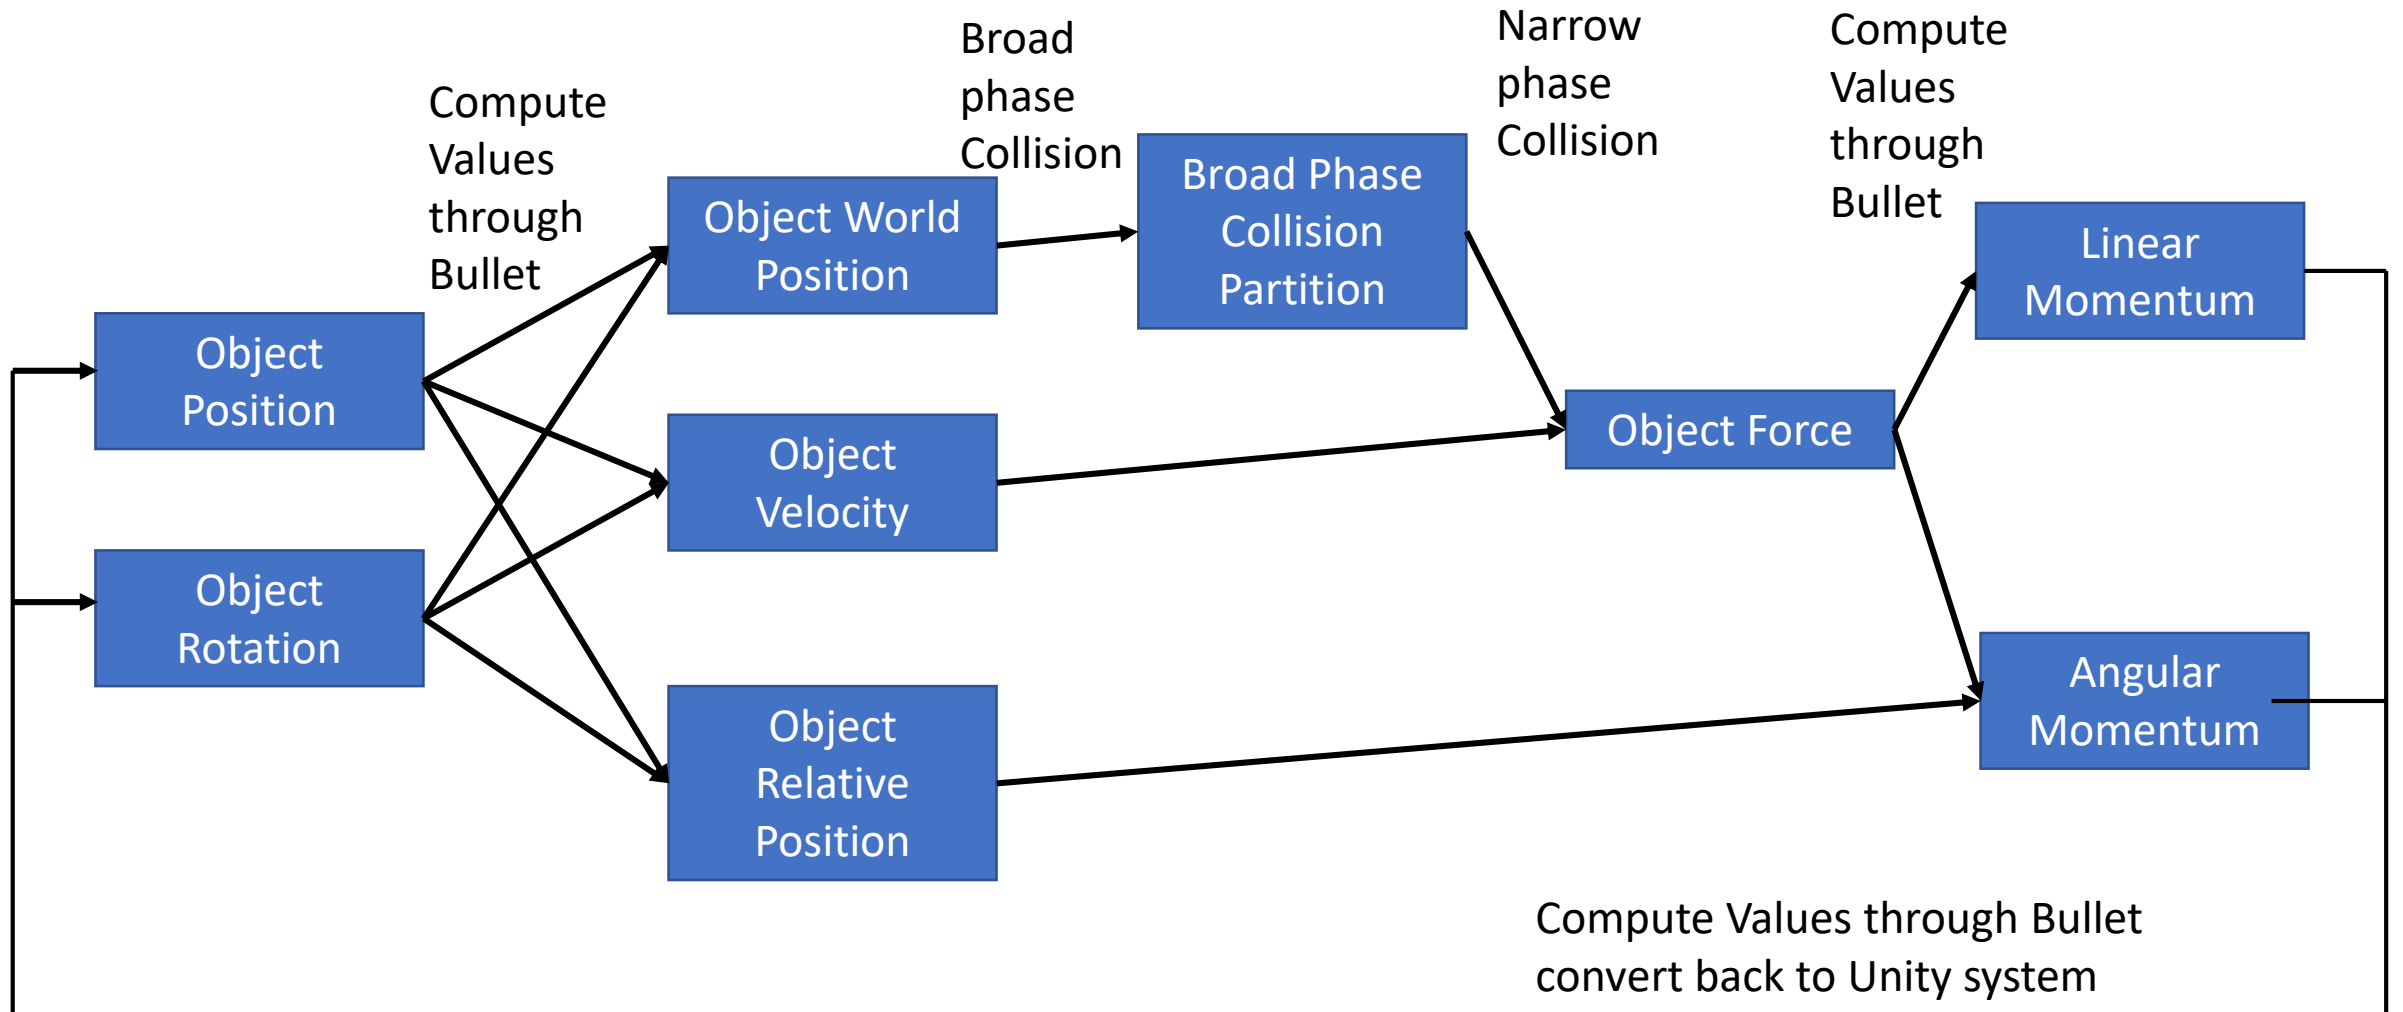 Compute
Values
through
Bullet
Broad
phase
Collision
Narrow
phase
Collision
Compute
Values
through
Bullet
Object
Position
Object
Rotation
Object World
Position
Object
Velocity
Object
Relative
Position
Broad Phase
Collision
Partition
Object Force
Linear
Momentum
Angular
Momentum
Compute Values through Bullet
convert back to Unity system